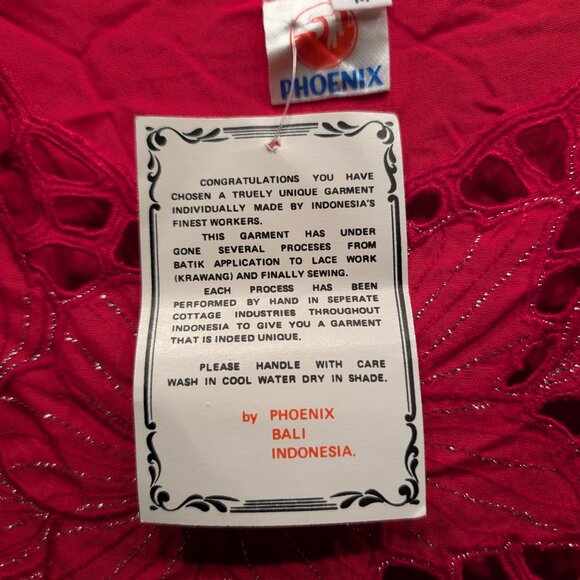 PHOENIX
CONGRATULATIONS YOU HAVE
CHOSEN A TRUELY UNIQUE GARMENT
INDIVIDUALLY MADE BY INDONESIA'S
FINEST WORKERS.
THIS GARMENT HAS UNDER
GONE SEVERAL PROCESES FROM
BATIK APPLICATION TO LACE WORK
(KRAWANG) AND FINALLY SEWING.
EACH PROCESS HAS BEEN
PERFORMED BY HAND IN SEPERATE
COTTAGE INDUSTRIES THROUGHOUT
INDONESIA TO GIVE YOU A GARMENT
THAT IS INDEED UNIQUE.
PLEASE HANDLE WITH CARE
WASH IN COOL WATER DRY IN SHADE.
by PHOENIX
BALI
INDONESIA.